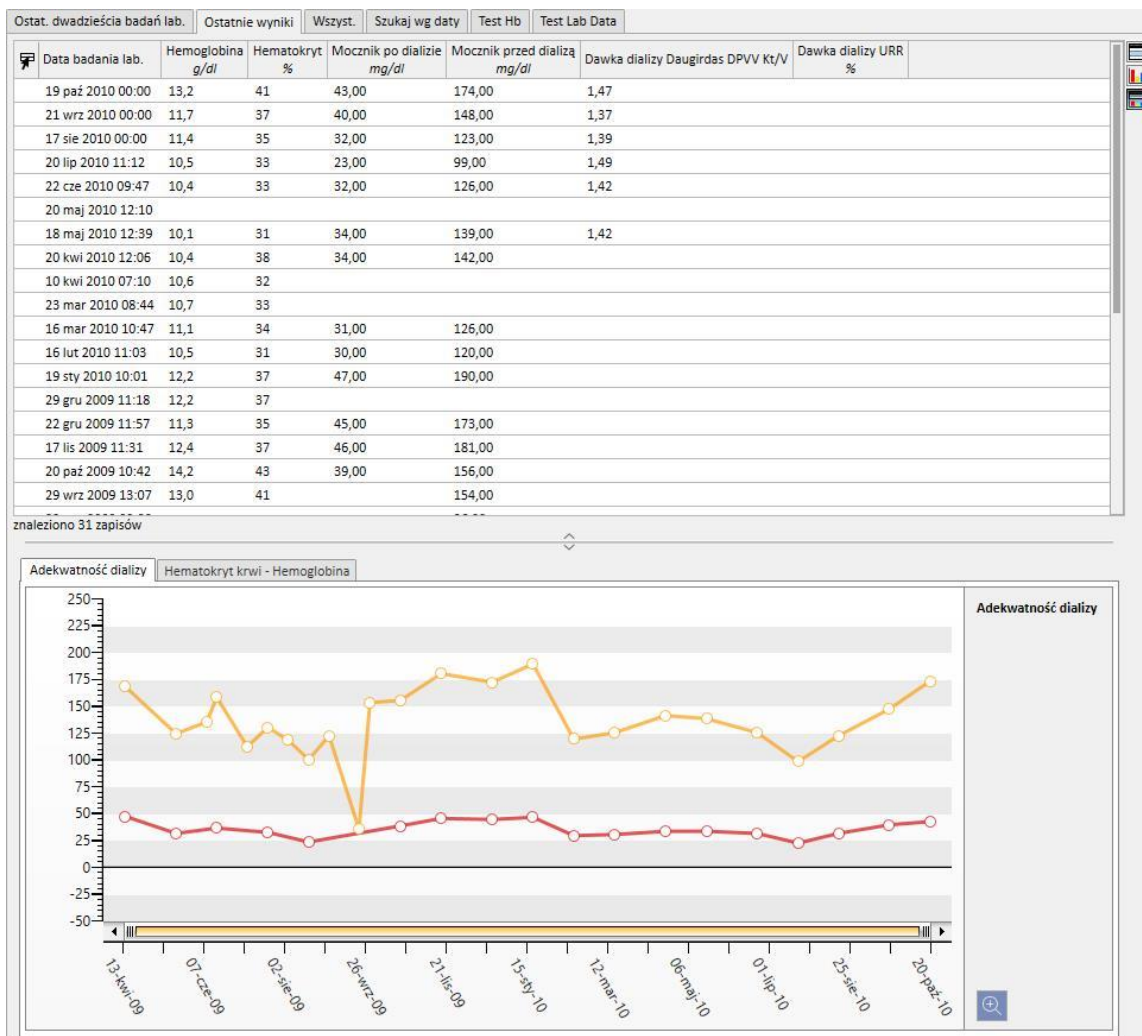 Ostat. dwadzieścia badań lab. Ostatnie wyniki Wszyst. Szukaj wg daty Test Hb Test Lab Data
Data badania lab. Hemoglobina g/dl Hematokryt % Mocznik po dializie mg/dl Mocznik przed dializą mg/dl Dawka dializy Daugirdas DPVV Kt/V Dawka dializy URR %
19 paź 2010 00:00 13,2 41 43,00 174,00 1,47
21 wrz 2010 00:00 11,7 37 40,00 148,00 1,37
17 sie 2010 00:00 11,4 35 32,00 123,00 1,39
20 lip 2010 11:12 10,5 33 23,00 99,00 1,49
22 cze 2010 09:47 10,4 33 32,00 126,00 1,42
20 maj 2010 12:10
18 maj 2010 12:39 10,1 31 34,00 139,00 1,42
20 kwi 2010 12:06 10,4 38 34,00 142,00
10 kwi 2010 07:10 10,6 32
23 mar 2010 08:44 10,7 33
16 mar 2010 10:47 11,1 34 31,00 126,00
16 lut 2010 11:03 10,5 31 30,00 120,00
19 sty 2010 10:01 12,2 37 47,00 190,00
29 gru 2009 11:18 12,2 37
22 gru 2009 11:57 11,3 35 45,00 173,00
17 lis 2009 11:31 12,4 37 46,00 181,00
20 paź 2009 10:42 14,2 43 39,00 156,00
29 wrz 2009 13:07 13,0 41 154,00
znaleziono 31 zapisów
Adekwatność dializy Hematokryt krwi - Hemoglobina
Adekwatność dializy
250
225
200
175
150
125
100
75
50
25
0
-25
-50
13-kwi-09 07-cze-09 02-sie-09 26-wrz-09 21-lis-09 15-sty-10 12-mar-10 06-maj-10 01-lip-10 25-sie-10 20-paź-10